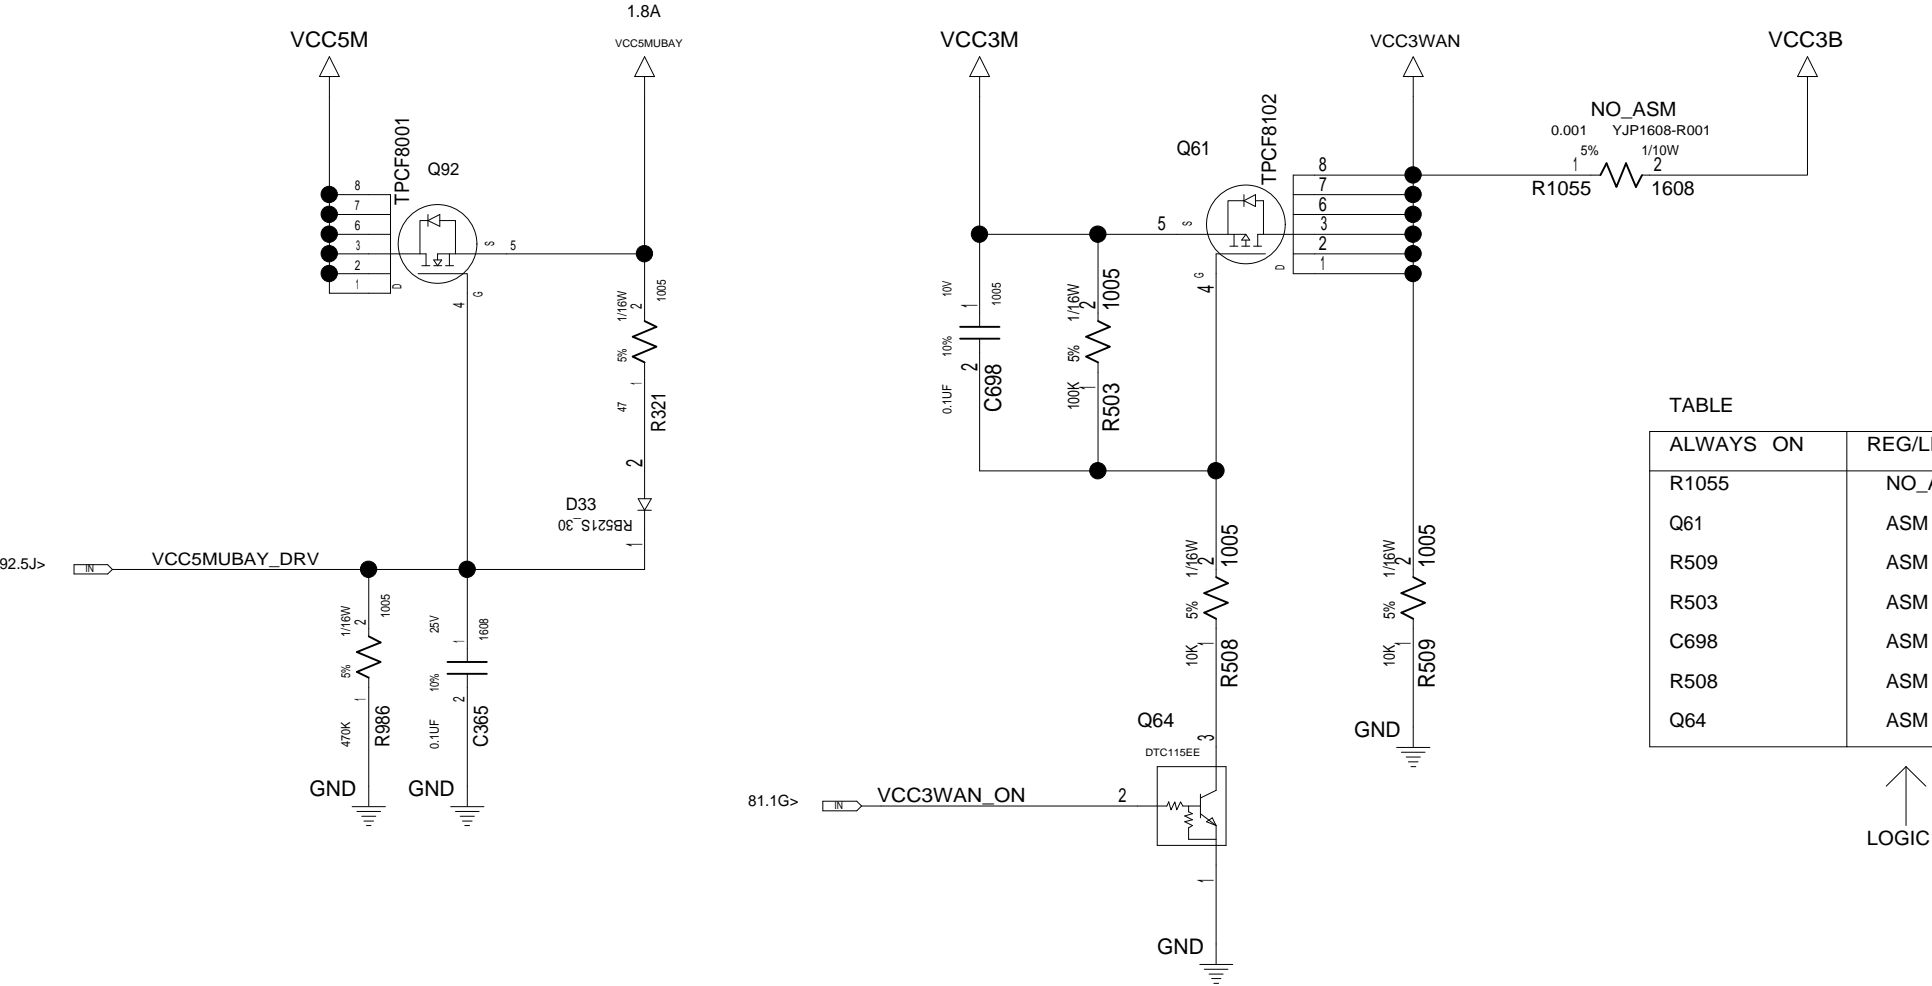 1.8A
VCC5M
VCC5MUBAY
VCC3M
VCC3WAN
VCC3B
TPCF8001
Q92
8
7
6
3
2
1
D
S
5
4
G
1/16W
2
1005
5%
1
47
R321
2
D33
RB521S_30
1
92.5J>
IN
VCC5MUBAY_DRV
1/16W
2
1005
5%
1
470K
R986
GND
25V
1
1608
10%
2
0.1UF
C365
GND
Q61
TPCF8102
5
S
8
7
6
3
2
1
D
G
4
NO_ASM
0.001
YJP1608-R001
5%
1/10W
1
2
R1055
1608
10V
1
1005
10%
2
0.1UF
C698
1/16W
2
1005
5%
1
100K
R503
1/16W
2
1005
5%
1
10K
R508
1/16W
2
1005
5%
1
10K
R509
GND
Q64
3
DTC115EE
81.1G>
IN
VCC3WAN_ON
2
1
GND
TABLE
ALWAYS ON
R1055
Q61
ASM
R509
ASM
R503
ASM
C698
ASM
R508
ASM
Q64
ASM
LOGIC